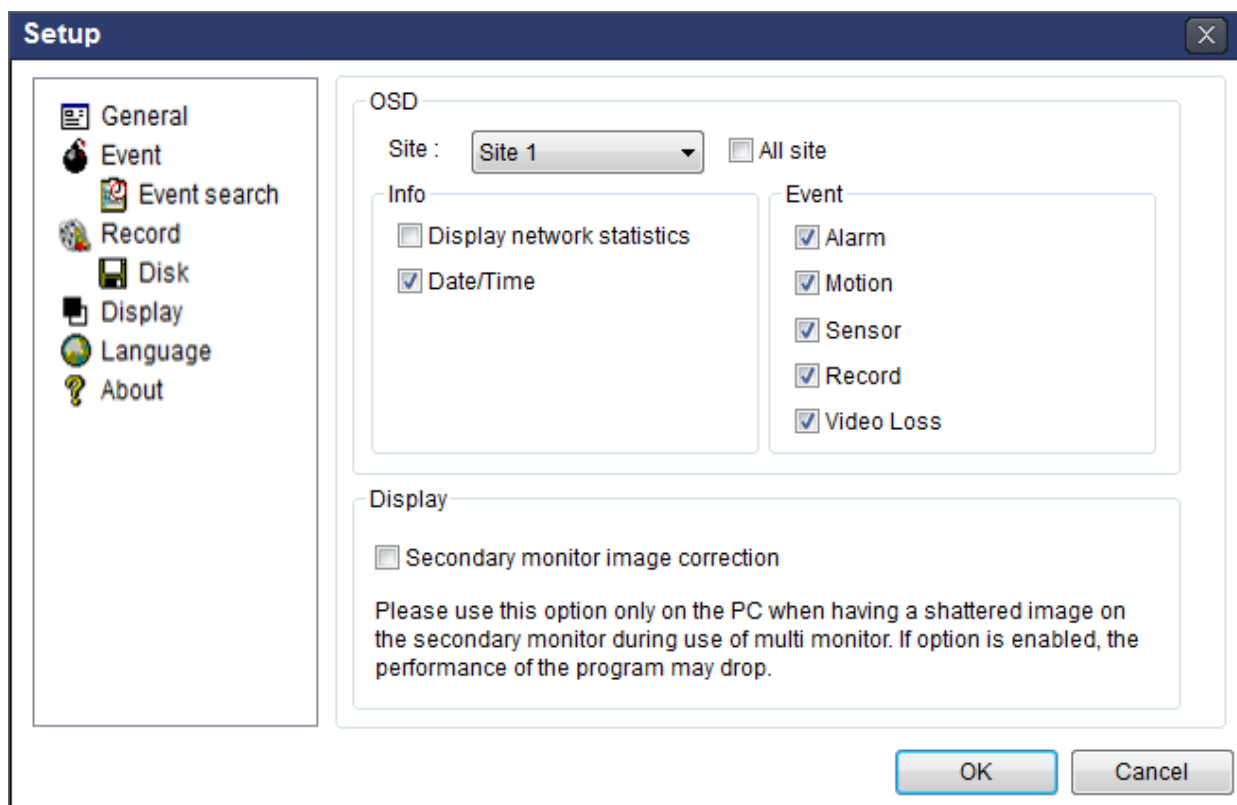 Setup
General
Event
Event search
Record
Disk
Display
Language
About
OSD
Site :
Site 1
All site
Info
Display network statistics
Date/Time
Event
Alarm
Motion
Sensor
Record
Video Loss
Display
Secondary monitor image correction
Please use this option only on the PC when having a shattered image on
the secondary monitor during use of multi monitor. If option is enabled, the
performance of the program may drop.
OK
Cancel